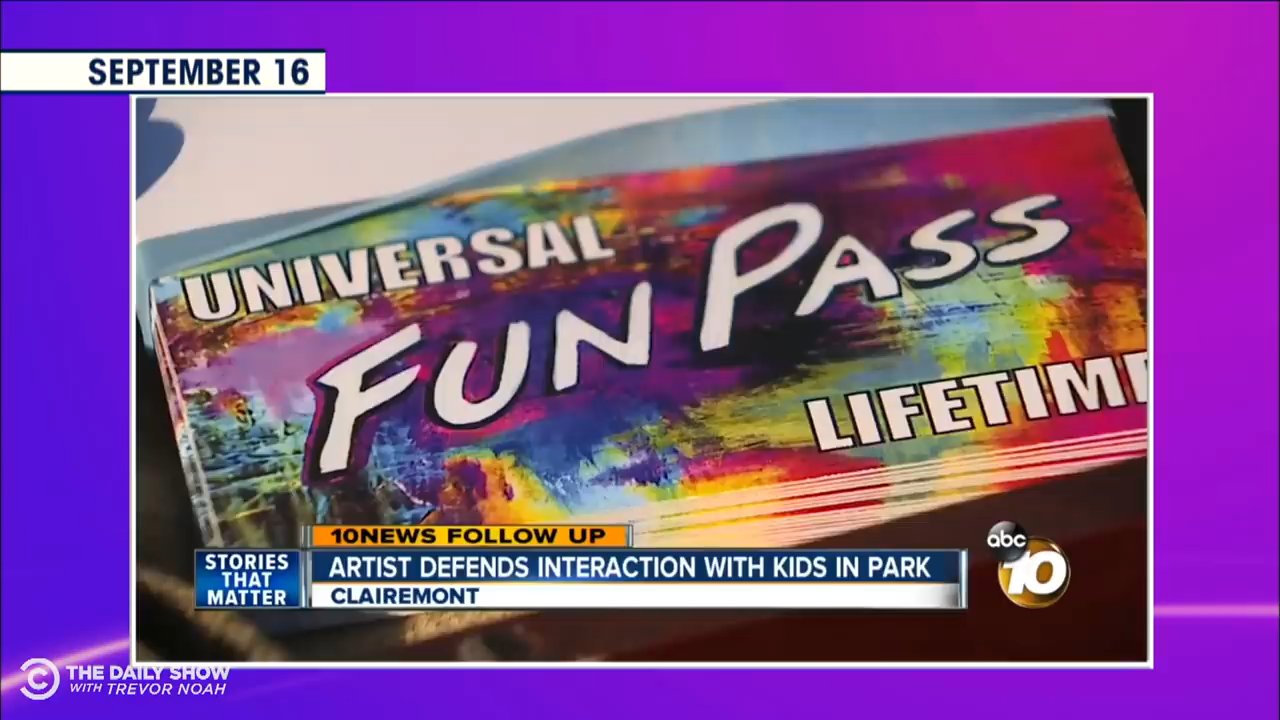 SEPTEMBER 16
UNIVERSAL
FUN PASS
LIFETIME
10NEWS FOLLOW UP
STORIES
THAT
MATTER
ARTIST DEFENDS INTERACTION WITH KIDS IN PARK
CLAIREMONT
abc
10
THE DAILY SHOW
WITH TREVOR NOAH